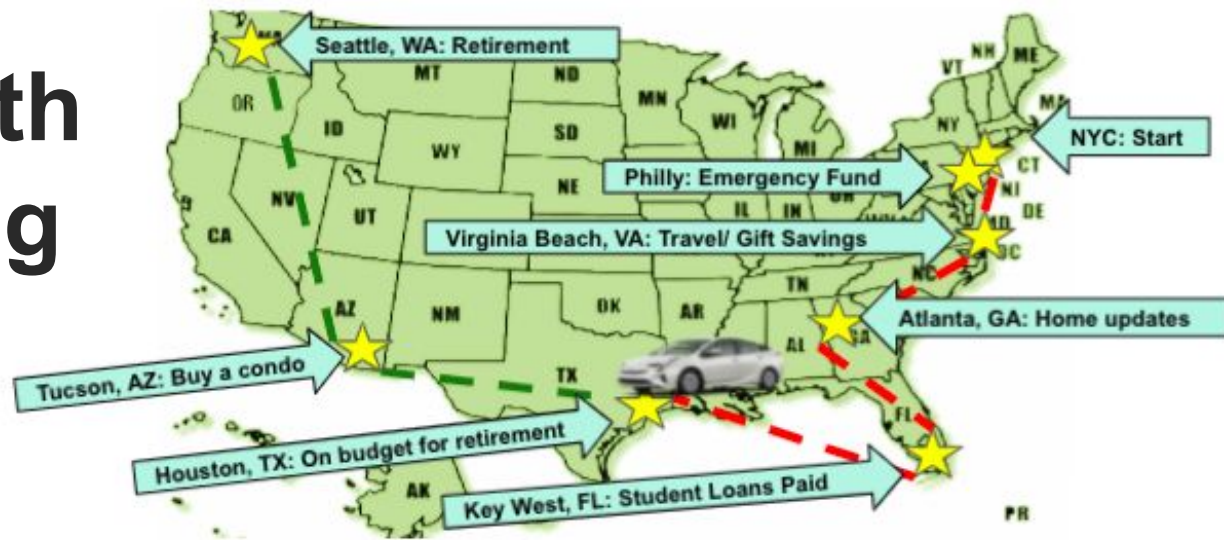 th
g
Seattle, WA: Retirement
NYC: Start
Philly: Emergency Fund
Virginia Beach, VA: Travel/ Gift Savings
Atlanta, GA: Home updates
Tucson, AZ: Buy a condo
Houston, TX: On budget for retirement
Key West, FL: Student Loans Paid
MT
ND
MN
VT
NH
ME
OR
ID
WY
SD
WI
MI
NY
MA
CT
NE
IL
IN
DE
CA
NV
UT
NC
TN
AZ
NM
OK
AR
AL
GA
TX
FL
AK
PR